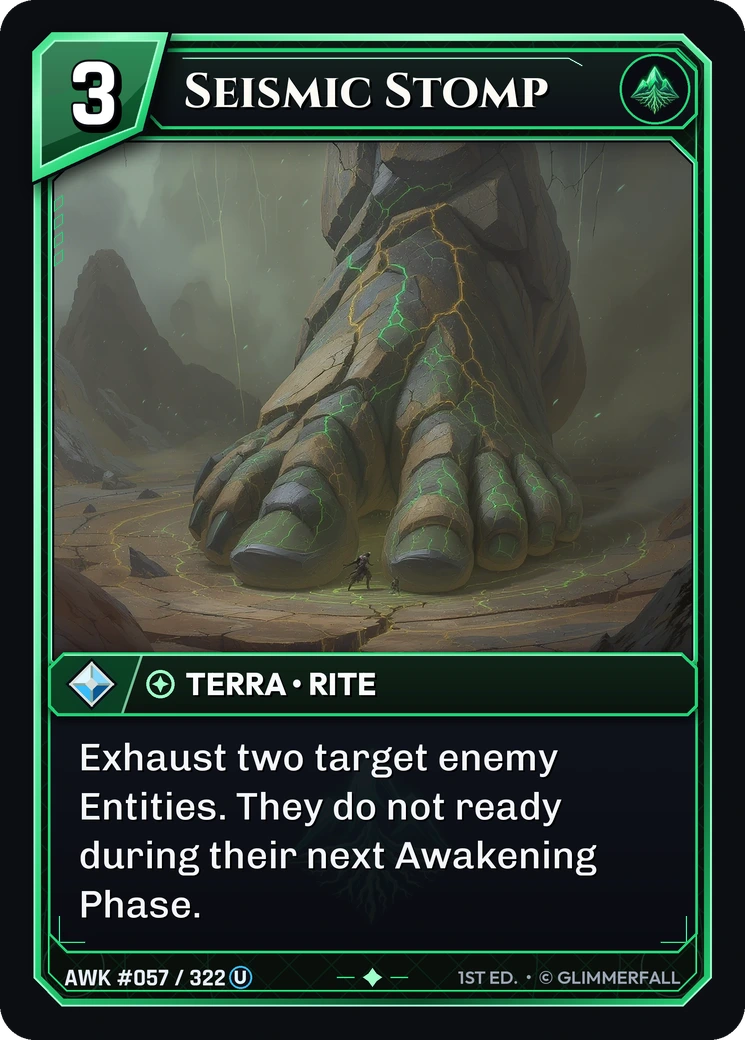 3
SEISMIC STOMP
TERRA • RITE
Exhaust two target enemy
Entities. They do not ready
during their next Awakening
Phase.
AWK #057 / 322 U
1ST ED. • © GLIMMERFALL